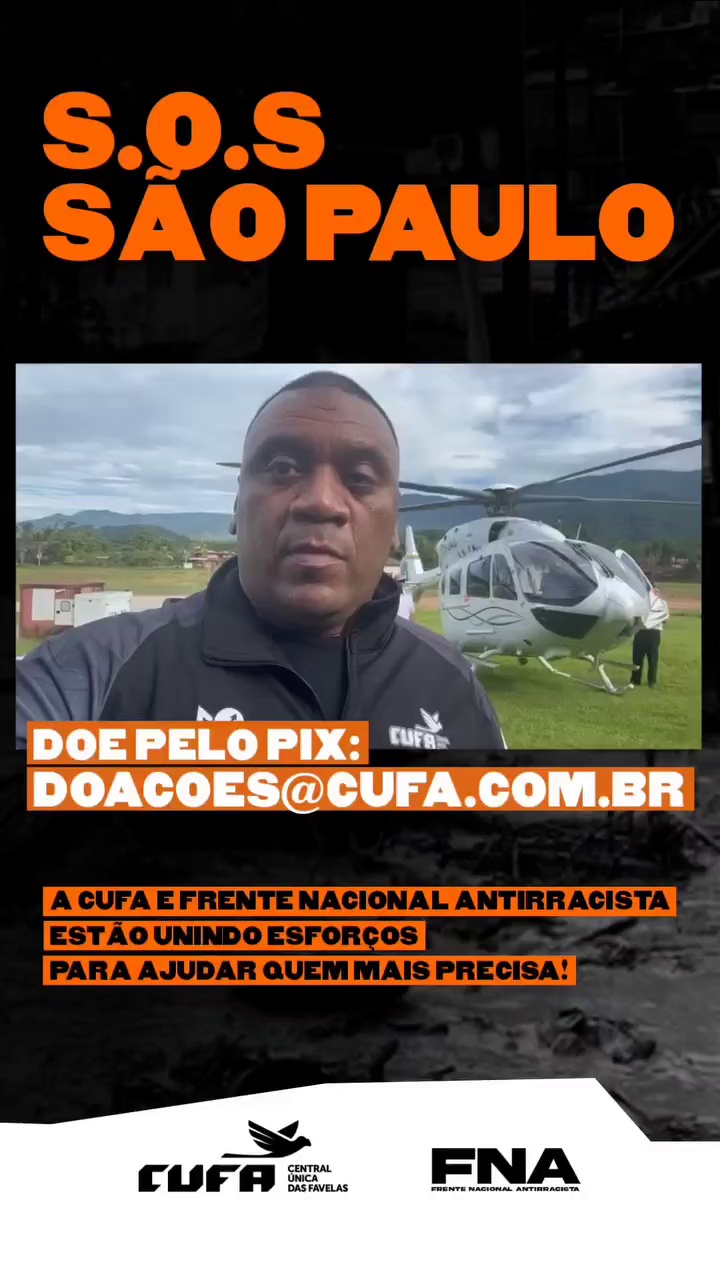 S.O.S
SÃO PAULO
CUFA
DOE PELO PIX:
DOACOES@CUFA.COM.BR
A CUFA E FRENTE NACIONAL ANTIRRACISTA
ESTÃO UNINDO ESFORÇOS
PARA AJUDAR QUEM MAIS PRECISA!
CUFA
CENTRAL
ÚNICA
DAS FAVELAS
FNA
FRENTE NACIONAL ANTIRRACISTA